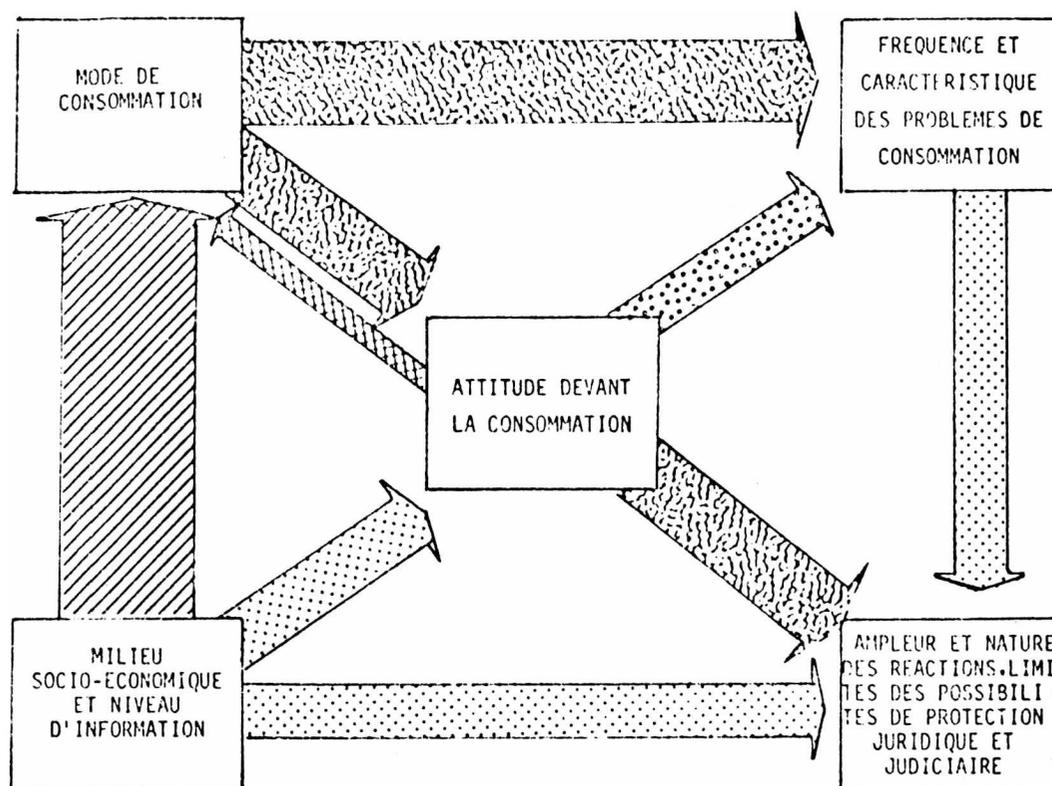 MODE DE
CONSOMMATION
FREQUENCE ET
CARACTERISTIQUE
DES PROBLEMES DE
CONSOMMATION
ATTITUDE DEVANT
LA CONSOMMATION
MILIEU
SOCIO-ECONOMIQUE
ET NIVEAU
D'INFORMATION
AMPLEUR ET NATURE
DES REACTIONS.LIMI
TES DES POSSIBILI
TES DE PROTECTION
JURIDIQUE ET
JUDICIAIRE